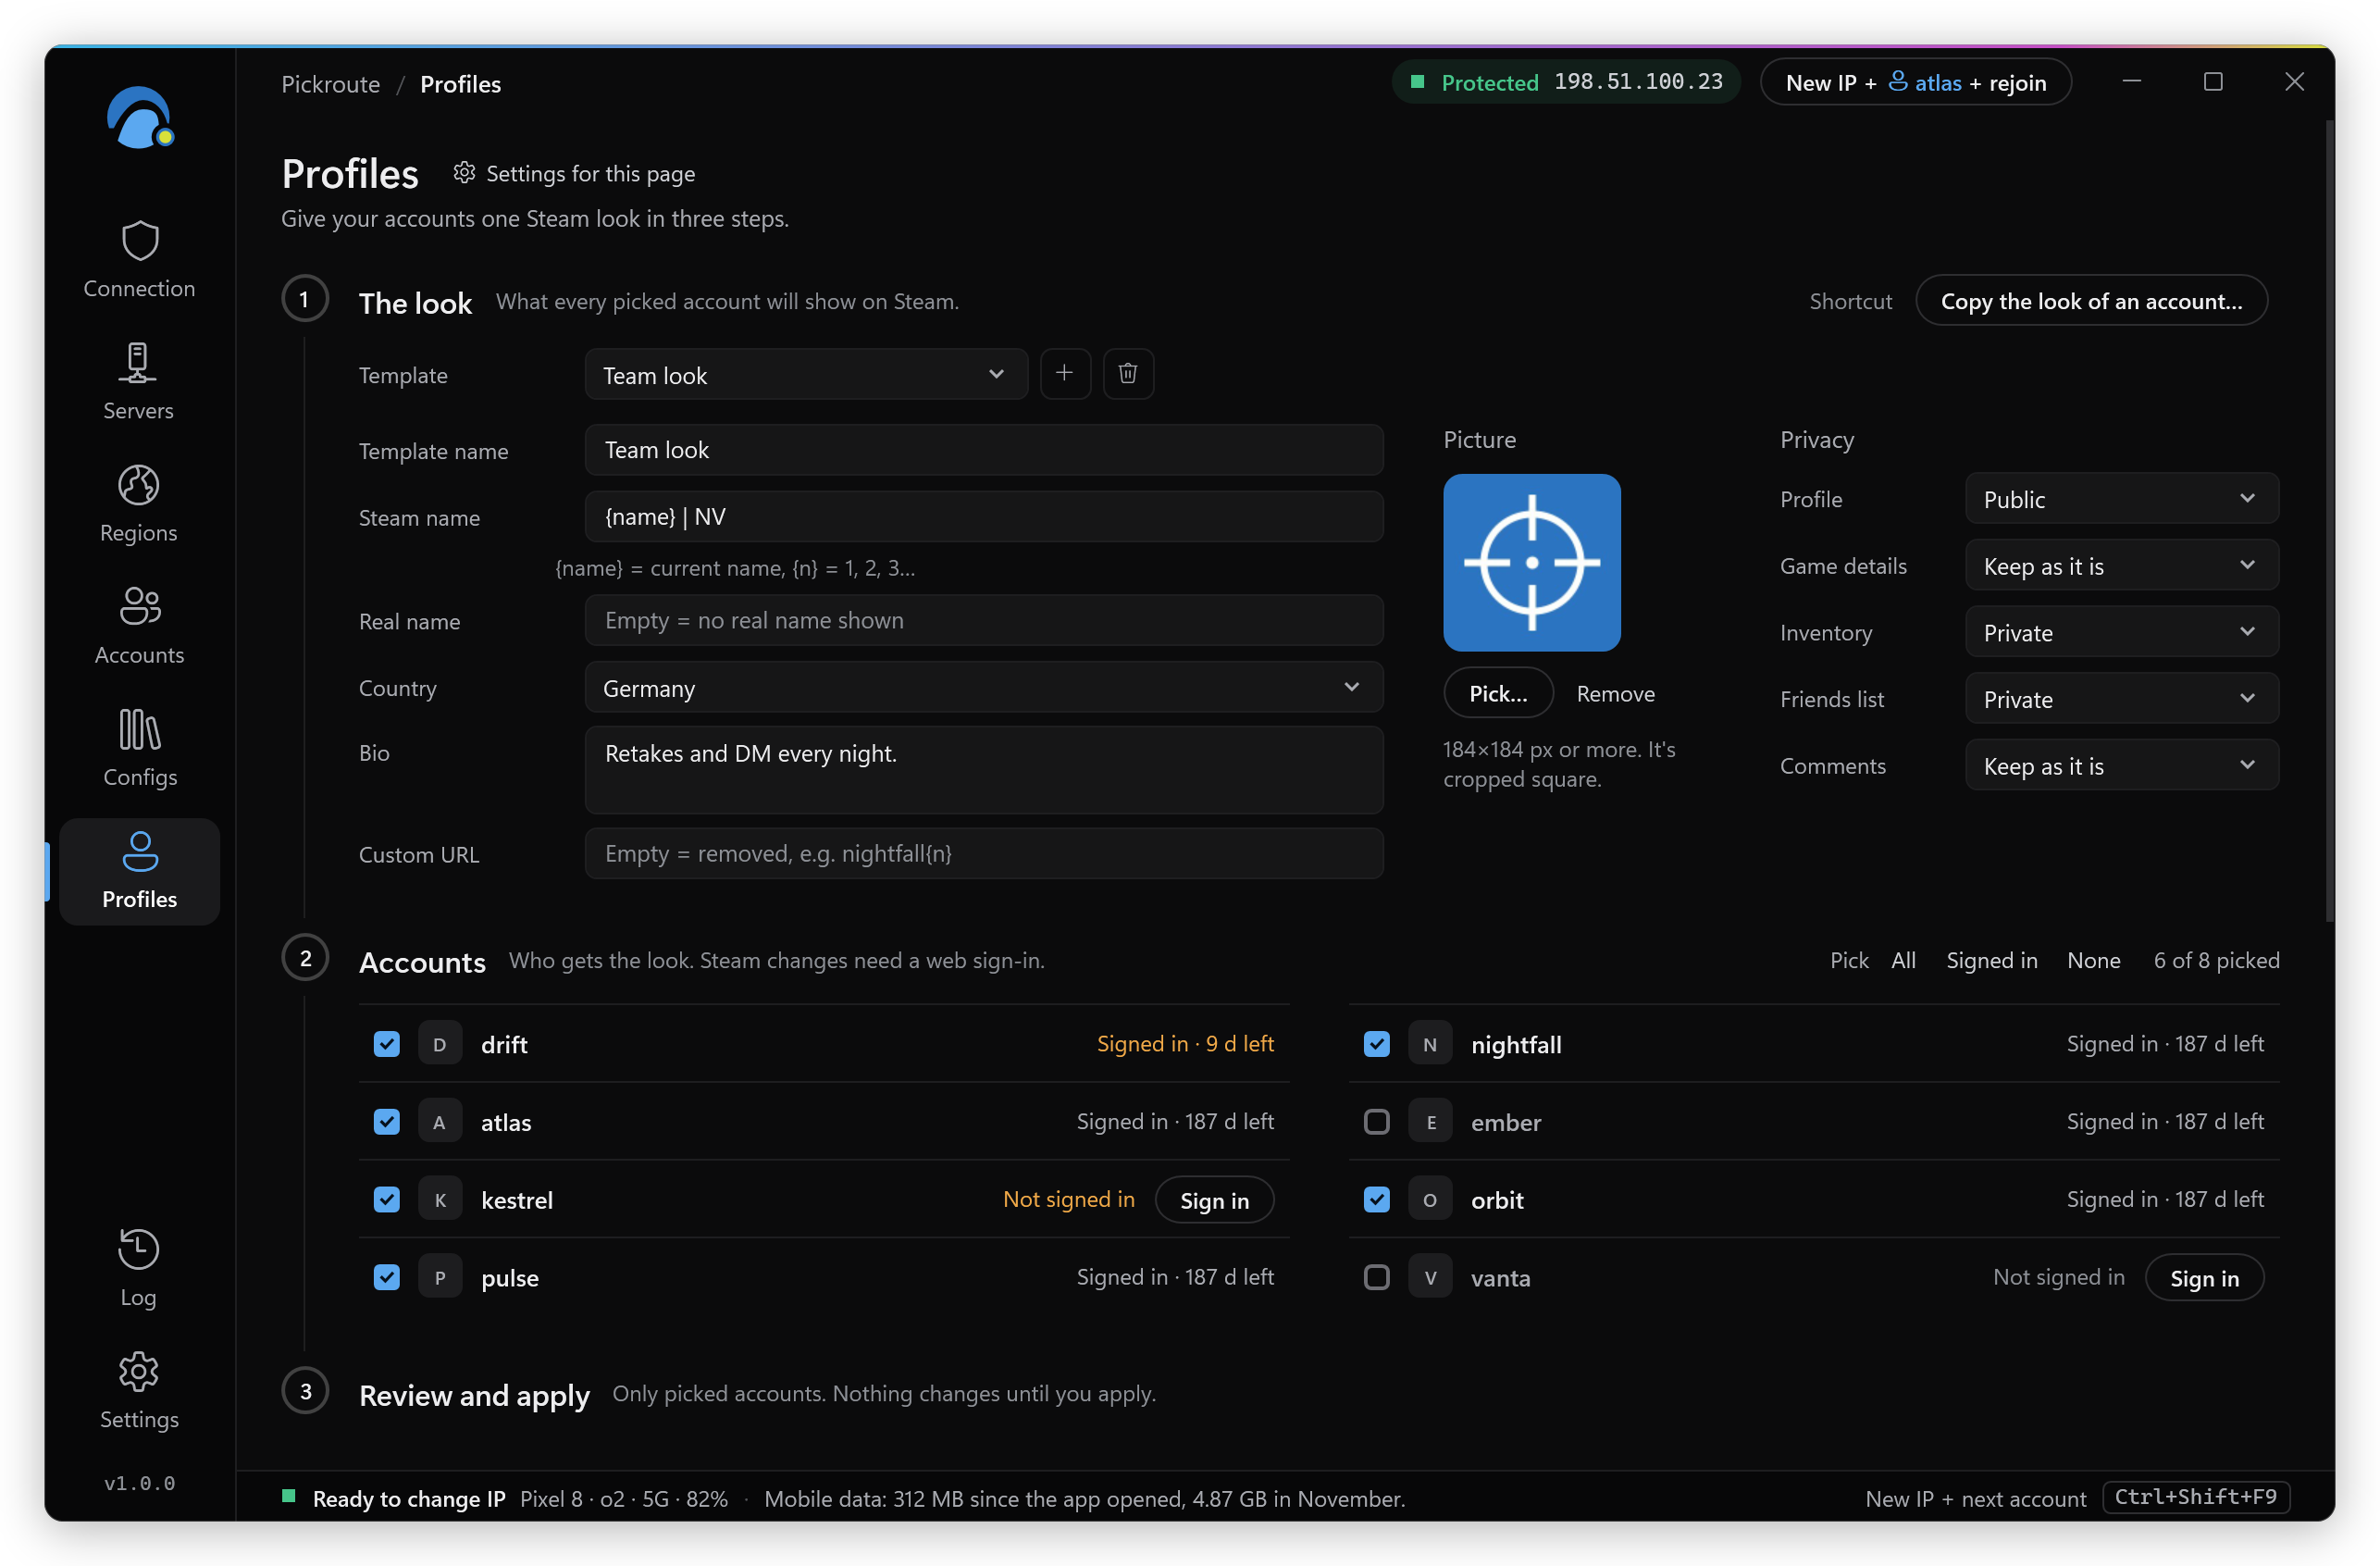 Pickroute / Profiles
Protected 198.51.100.23
New IP + atlas + rejoin
Connection
Servers
Regions
Accounts
Configs
Profiles
Log
Settings
v1.0.0
Profiles
Settings for this page
Give your accounts one Steam look in three steps.
1
The look
What every picked account will show on Steam.
Shortcut
Copy the look of an account...
Template
Team look
Template name
Team look
Steam name
{name} | NV
{name} = current name, {n} = 1, 2, 3...
Real name
Empty = no real name shown
Country
Germany
Bio
Retakes and DM every night.
Custom URL
Empty = removed, e.g. nightfall{n}
Picture
Pick...
Remove
184×184 px or more. It's
cropped square.
Privacy
Profile
Public
Game details
Keep as it is
Inventory
Private
Friends list
Private
Comments
Keep as it is
2
Accounts
Who gets the look. Steam changes need a web sign-in.
Pick All Signed in None 6 of 8 picked
D drift Signed in · 9 d left
N nightfall Signed in · 187 d left
A atlas Signed in · 187 d left
E ember Signed in · 187 d left
K kestrel Not signed in Sign in
O orbit Signed in · 187 d left
P pulse Signed in · 187 d left
V vanta Not signed in Sign in
3
Review and apply
Only picked accounts. Nothing changes until you apply.
Ready to change IP Pixel 8 · o2 · 5G · 82% · Mobile data: 312 MB since the app opened, 4.87 GB in November.
New IP + next account Ctrl+Shift+F9